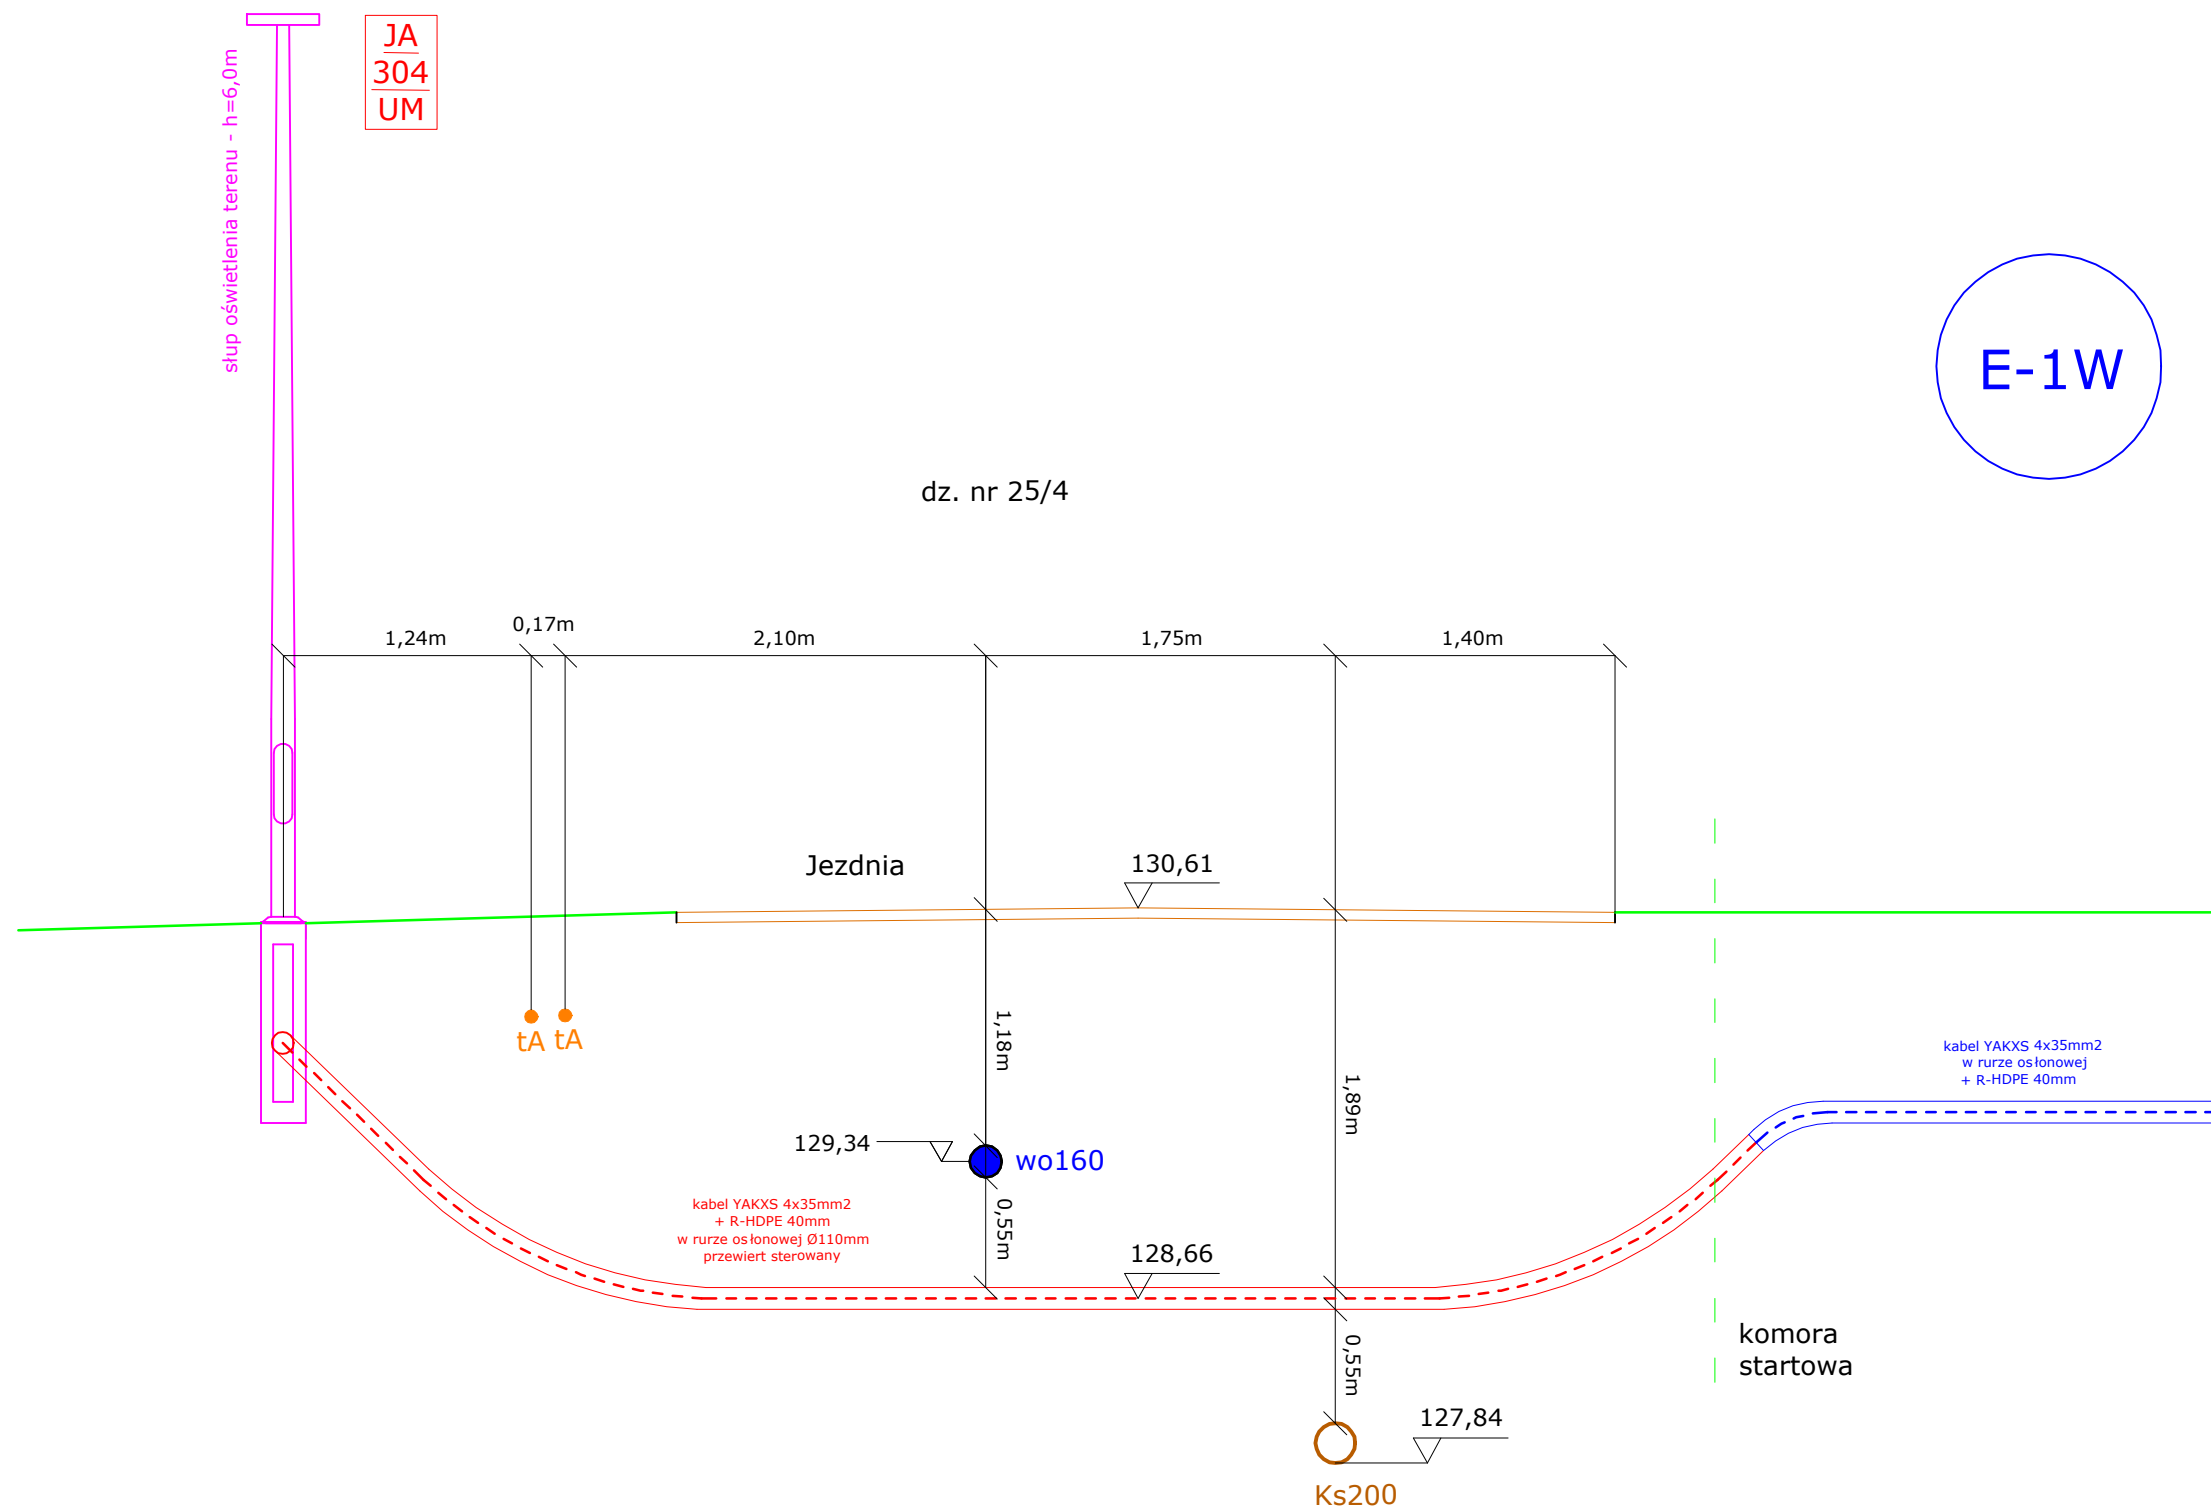 JA
304
UM
słup oświetlenia terenu - h=6,0m
E-1W
dz. nr 25/4
1,24m
0,17m
2,10m
1,75m
1,40m
Jezdnia
130,61
1,18m
1,89m
tA
tA
kabel YAKXS 4x35mm2
w rurze osłonowej
+ R-HDPE 40mm
129,34
wo160
kabel YAKXS 4x35mm2
+ R-HDPE 40mm
w rurze osłonowej Ø110mm
przewiert sterowany
0,55m
128,66
komora
startowa
0,55m
127,84
Ks200